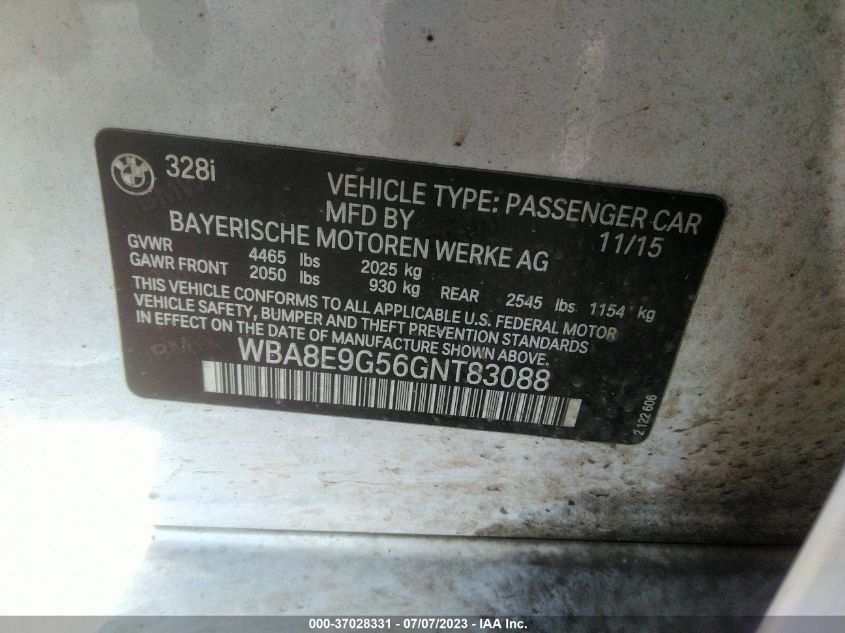 328i
VEHICLE TYPE: PASSENGER CAR
MFD BY 11/15
BAYERISCHE MOTOREN WERKE AG
GVWR 4465 lbs 2025 kg
GAWR FRONT 2050 lbs 930 kg REAR 2545 lbs 1154 kg
THIS VEHICLE CONFORMS TO ALL APPLICABLE U.S. FEDERAL MOTOR
VEHICLE SAFETY, BUMPER AND THEFT PREVENTION STANDARDS
IN EFFECT ON THE DATE OF MANUFACTURE SHOWN ABOVE.
WBA8E9G56GNT83088
2 122 606
000-37028331 - 07/07/2023 - IAA Inc.